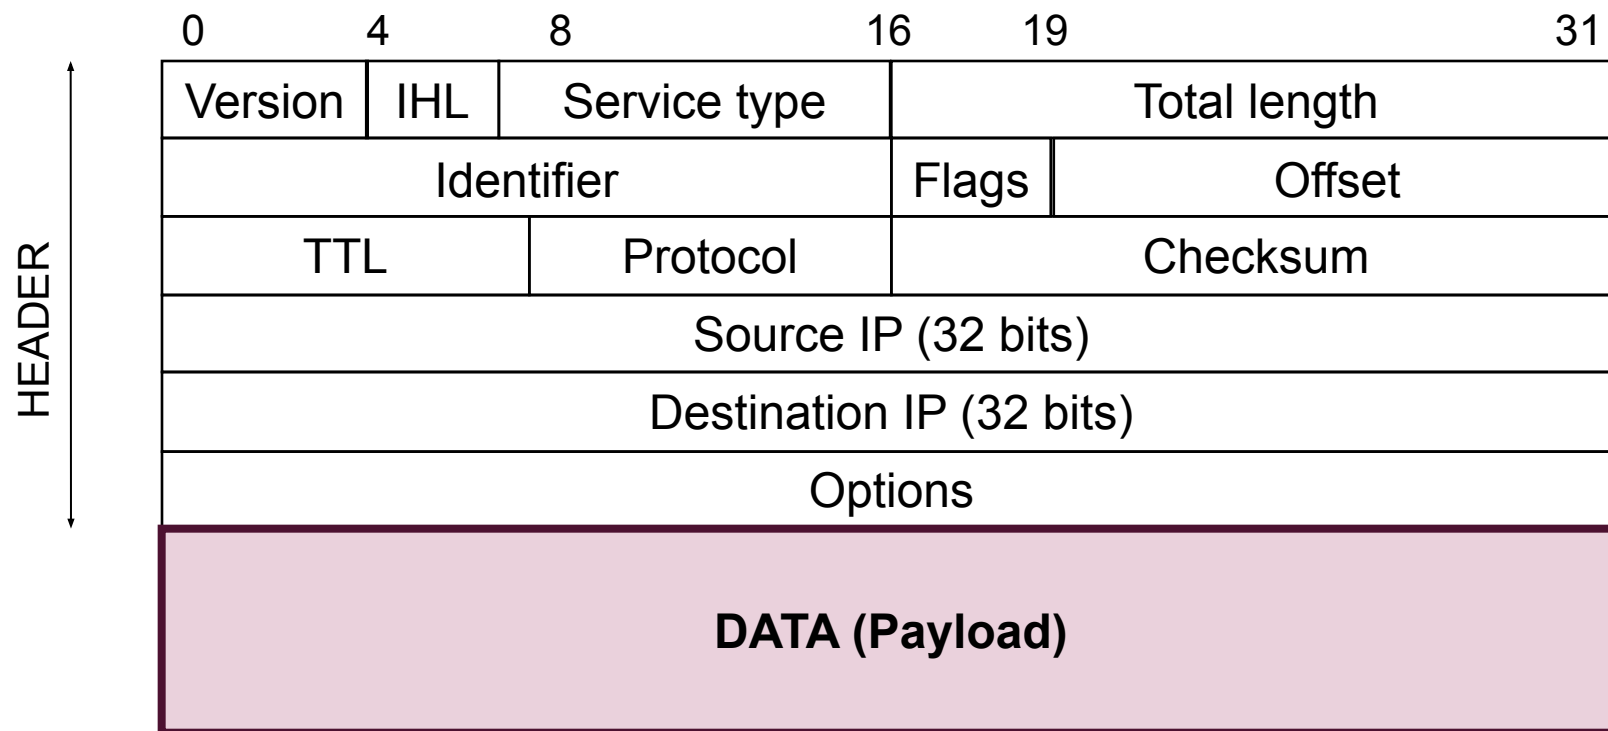 0 4 8 16 19 31
Version IHL Service type Total length
Identifier Flags Offset
TTL Protocol Checksum
HEADER
Source IP (32 bits)
Destination IP (32 bits)
Options
DATA (Payload)